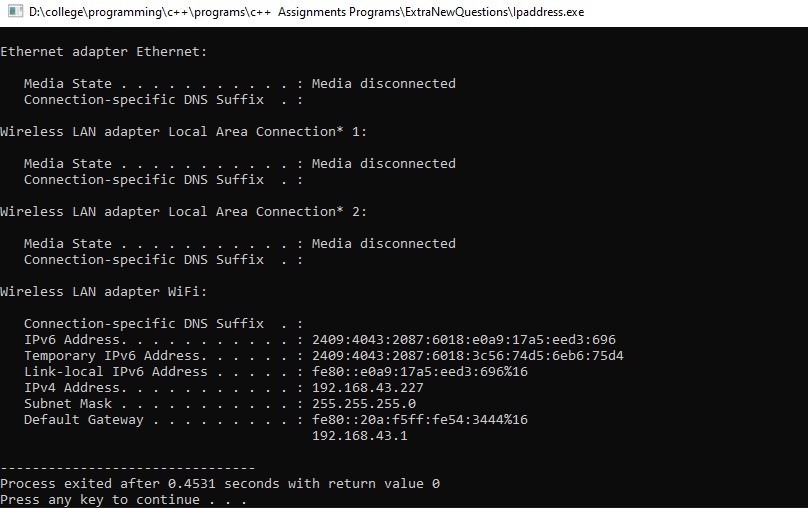 D:\college\programming\c++\programs\c++ Assignments Programs\ExtraNewQuestions\Ipaddress.exe
Ethernet adapter Ethernet:
Media State . . . . . . . . . . . : Media disconnected
Connection-specific DNS Suffix  . :
Wireless LAN adapter Local Area Connection* 1:
Media State . . . . . . . . . . . : Media disconnected
Connection-specific DNS Suffix  . :
Wireless LAN adapter Local Area Connection* 2:
Media State . . . . . . . . . . . : Media disconnected
Connection-specific DNS Suffix  . :
Wireless LAN adapter WiFi:
Connection-specific DNS Suffix  . :
IPv6 Address. . . . . . . . . . . : 2409:4043:2087:6018:e0a9:17a5:eed3:696
Temporary IPv6 Address. . . . . . : 2409:4043:2087:6018:3c56:74d5:6eb6:75d4
Link-local IPv6 Address . . . . . : fe80::e0a9:17a5:eed3:696%16
IPv4 Address. . . . . . . . . . . : 192.168.43.227
Subnet Mask . . . . . . . . . . . : 255.255.255.0
Default Gateway . . . . . . . . . : fe80::20a:f5ff:fe54:3444%16
192.168.43.1
--------------------------------
Process exited after 0.4531 seconds with return value 0
Press any key to continue . . .